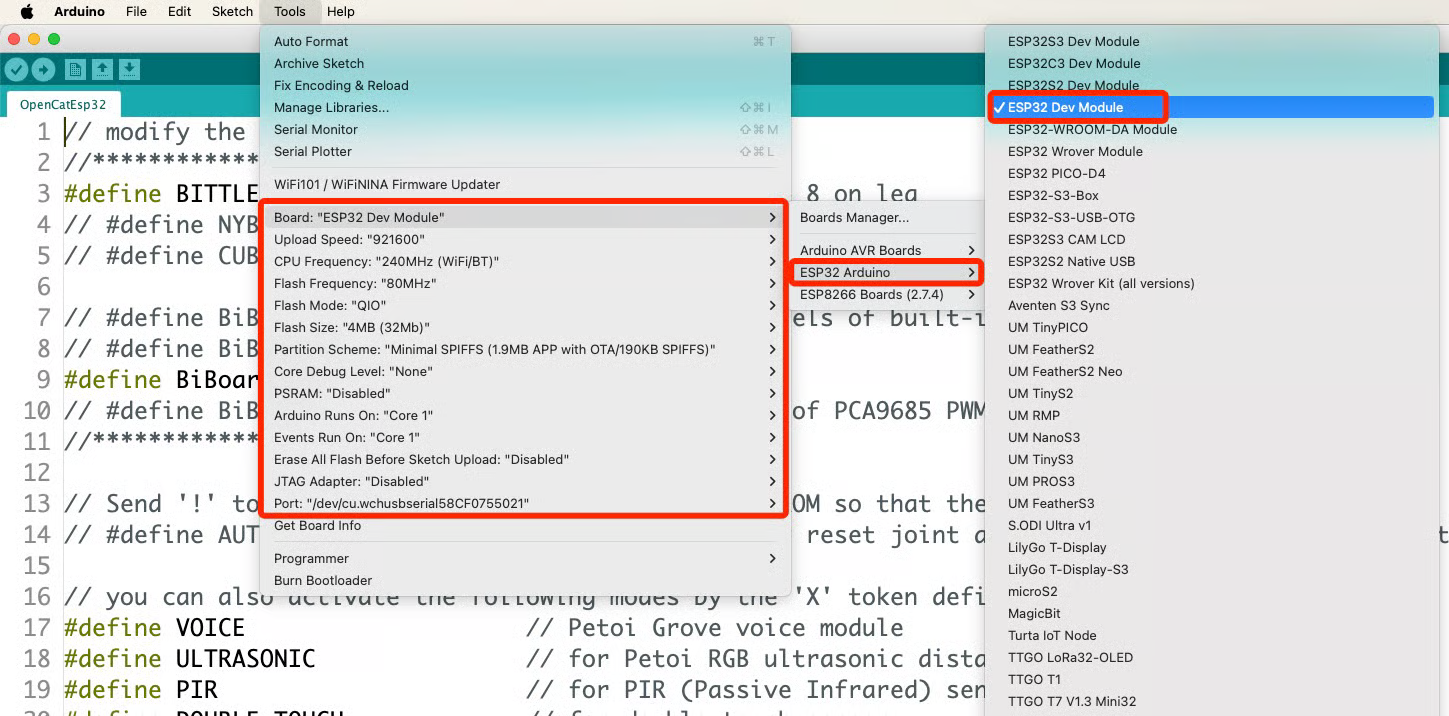 Arduino File Edit Sketch Tools Help
OpenCatEsp32
Auto Format ⌘ T
Archive Sketch
Fix Encoding & Reload
Manage Libraries... ⇧⌘ I
Serial Monitor ⇧⌘ M
Serial Plotter ⇧⌘ L
WiFi101 / WiFiNINA Firmware Updater
Board: "ESP32 Dev Module"
Upload Speed: "921600"
CPU Frequency: "240MHz (WiFi/BT)"
Flash Frequency: "80MHz"
Flash Mode: "QIO"
Flash Size: "4MB (32Mb)"
Partition Scheme: "Minimal SPIFFS (1.9MB APP with OTA/190KB SPIFFS)"
Core Debug Level: "None"
PSRAM: "Disabled"
Arduino Runs On: "Core 1"
Events Run On: "Core 1"
Erase All Flash Before Sketch Upload: "Disabled"
JTAG Adapter: "Disabled"
Port: "/dev/cu.wchusbserial58CF0755021"
Get Board Info
Programmer
Burn Bootloader
Boards Manager...
Arduino AVR Boards
ESP32 Arduino
ESP8266 Boards (2.7.4)
ESP32S3 Dev Module
ESP32C3 Dev Module
ESP32S2 Dev Module
✓ ESP32 Dev Module
ESP32-WROOM-DA Module
ESP32 Wrover Module
ESP32 PICO-D4
ESP32-S3-Box
ESP32-S3-USB-OTG
ESP32S3 CAM LCD
ESP32S2 Native USB
ESP32 Wrover Kit (all versions)
Aventen S3 Sync
UM TinyPICO
UM FeatherS2
UM FeatherS2 Neo
UM TinyS2
UM RMP
UM NanoS3
UM TinyS3
UM PROS3
UM FeatherS3
S.ODI Ultra v1
LilyGo T-Display
LilyGo T-Display-S3
microS2
MagicBit
Turta IoT Node
TTGO LoRa32-OLED
TTGO T1
TTGO T7 V1.3 Mini32
1 // modify the
2 //************
3 #define BITTLE 8 on leg
4 // #define NYB
5 // #define CUB
6
7 // #define BiB els of built-i
8 // #define BiB
9 #define BiBoar
10 // #define BiB of PCA9685 PWM
11 //************
12
13 // Send '!' to OM so that the
14 // #define AUT reset joint a t
15
16 // you can also activate the following modes by the 'X' token defi
17 #define VOICE // Petoi Grove voice module
18 #define ULTRASONIC // for Petoi RGB ultrasonic dista
19 #define PIR // for PIR (Passive Infrared) sen